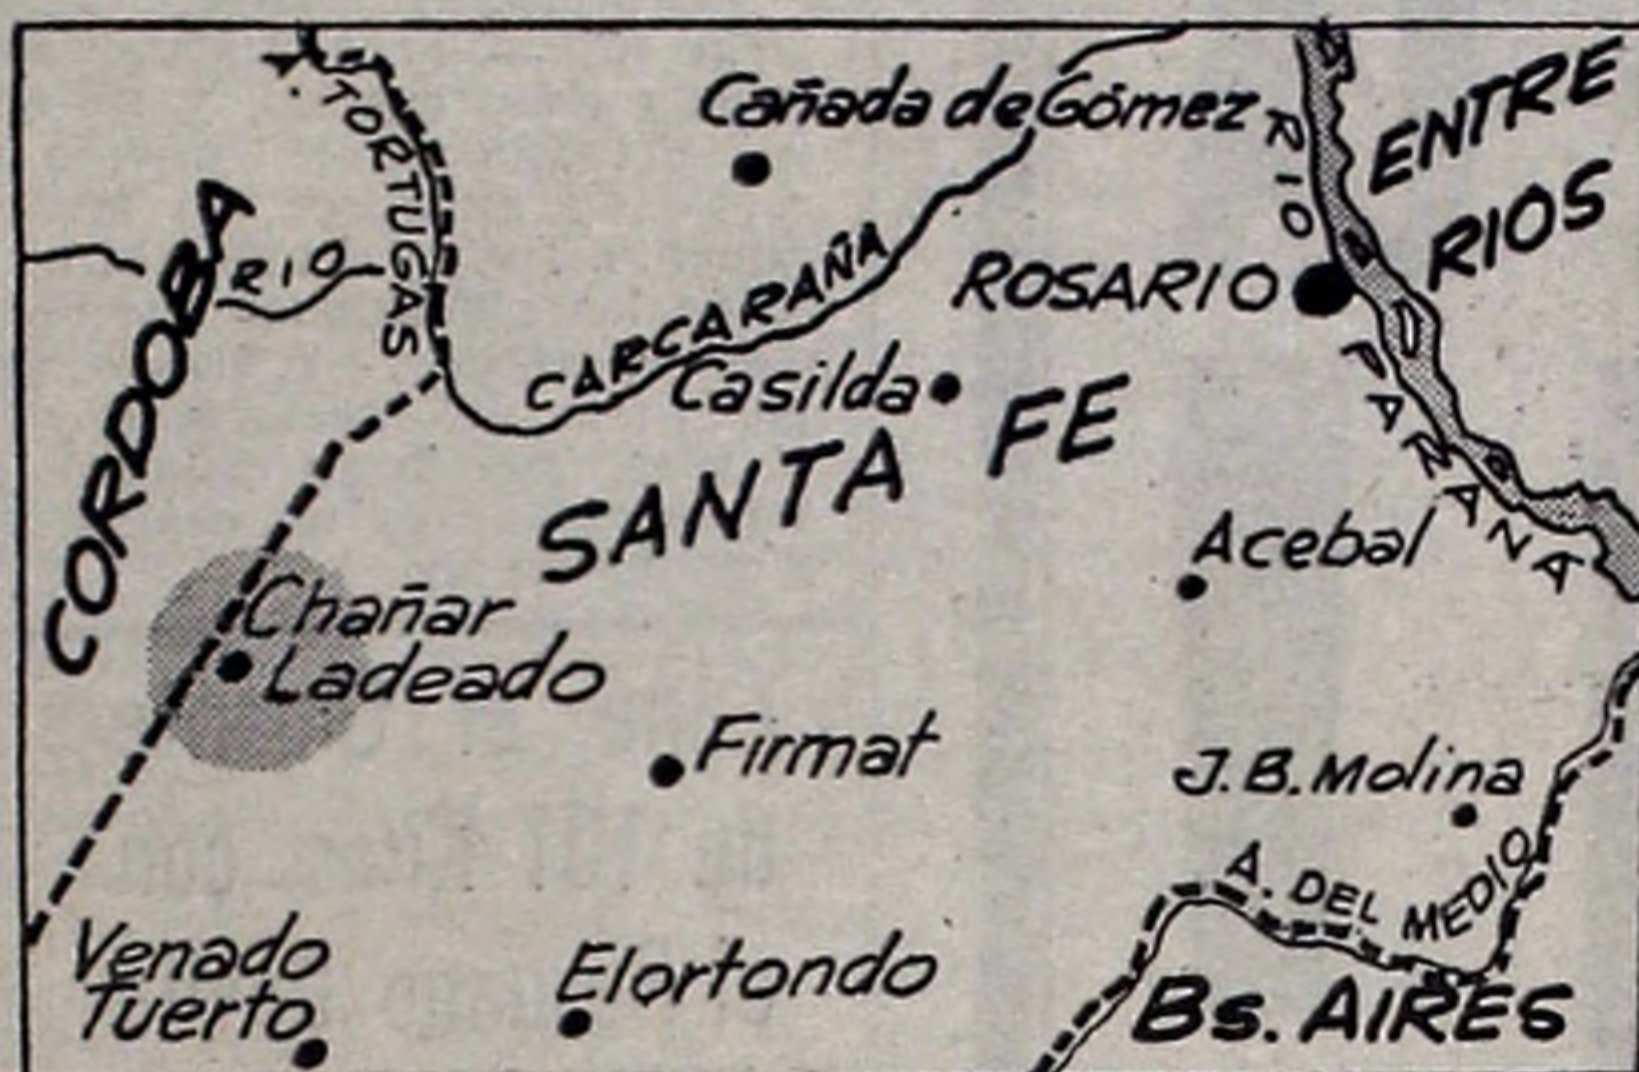 A. TORTUGAS
Cañada de Gómez
ENTRE
RIOS
CORDOBA
RIO
CARCARAÑA
ROSARIO
RIO PARANA
Casilda
SANTA FE
Acebal
Chañar
Ladeado
Firmat
J.B. Molina
A. DEL MEDIO
Venado
Tuerto
Elortondo
Bs. AIRES